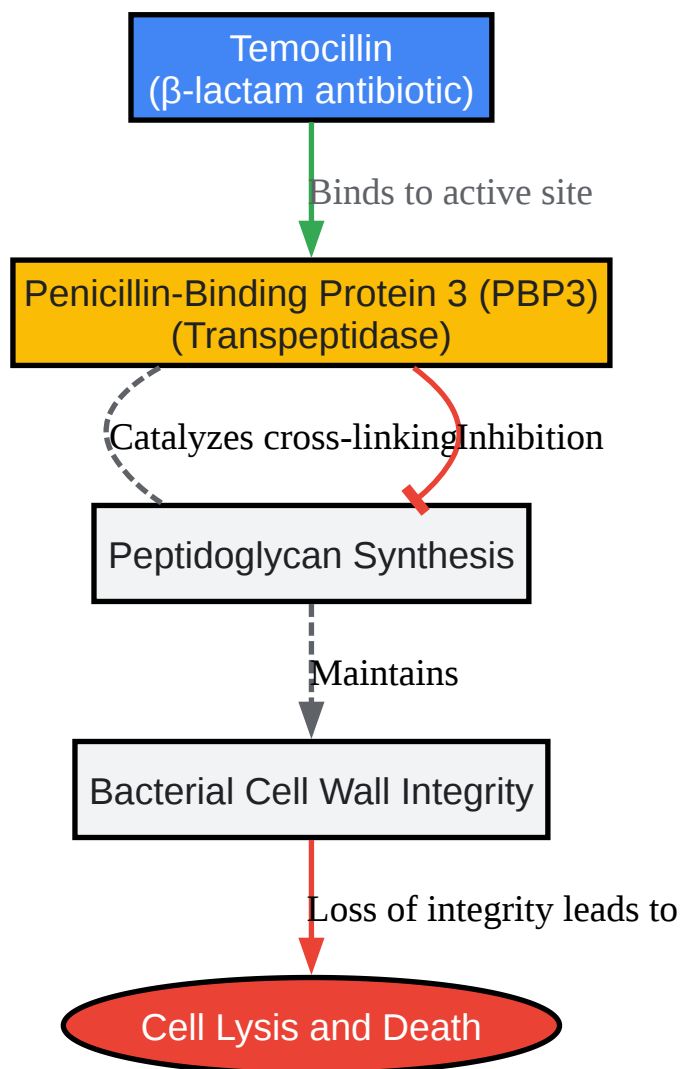 Temocillin
(β-lactam antibiotic)
Binds to active site
Penicillin-Binding Protein 3 (PBP3)
(Transpeptidase)
Catalyzes cross-linking
Inhibition
Peptidoglycan Synthesis
Maintains
Bacterial Cell Wall Integrity
Loss of integrity leads to
Cell Lysis and Death